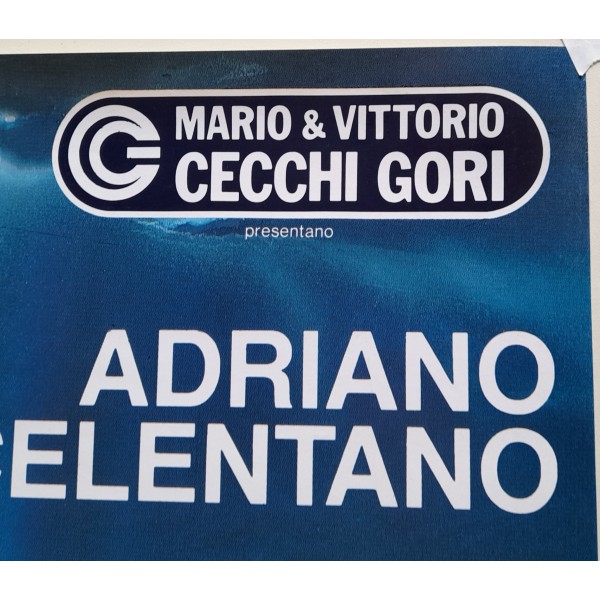 MARIO & VITTORIO
CECCHI GORI
presentano
ADRIANO
CELENTANO